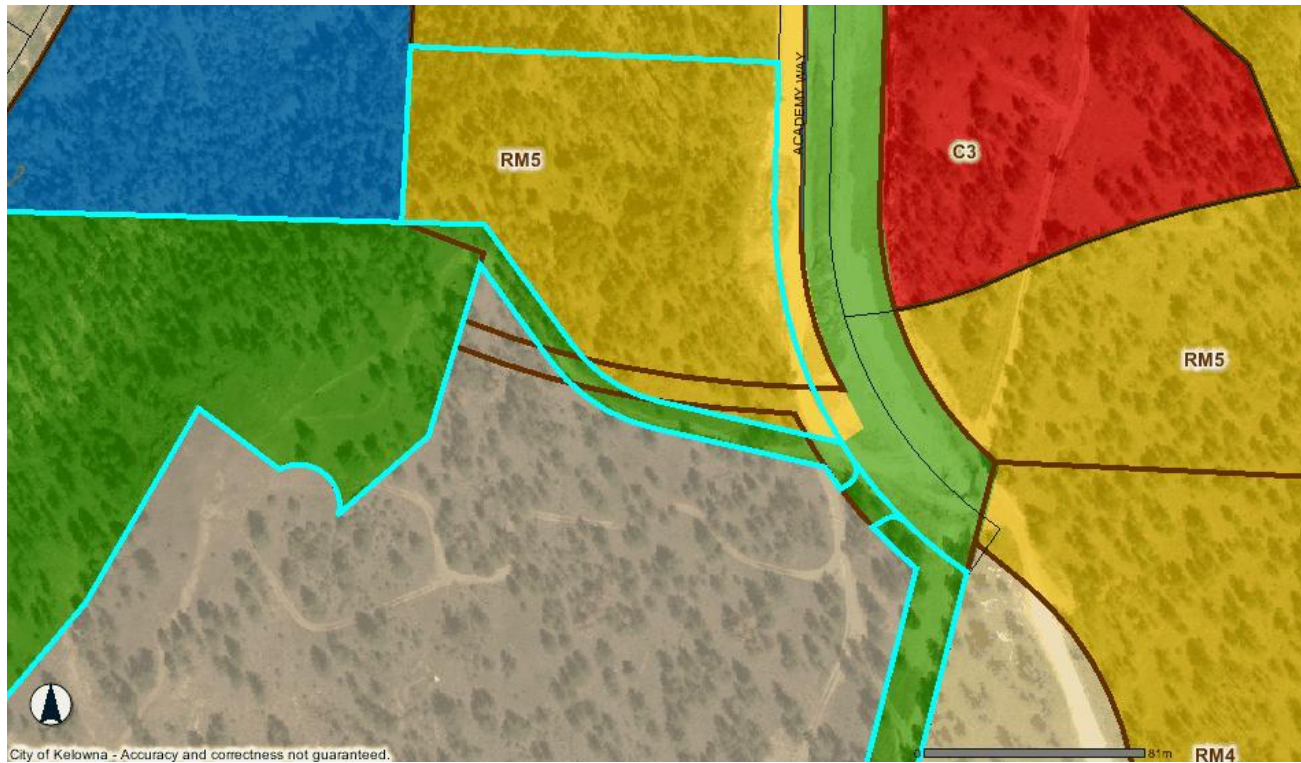 ACADEMY WAY
C3
RM5
RM5
City of Kelowna - Accuracy and correctness not guaranteed.
0 81m
RM4